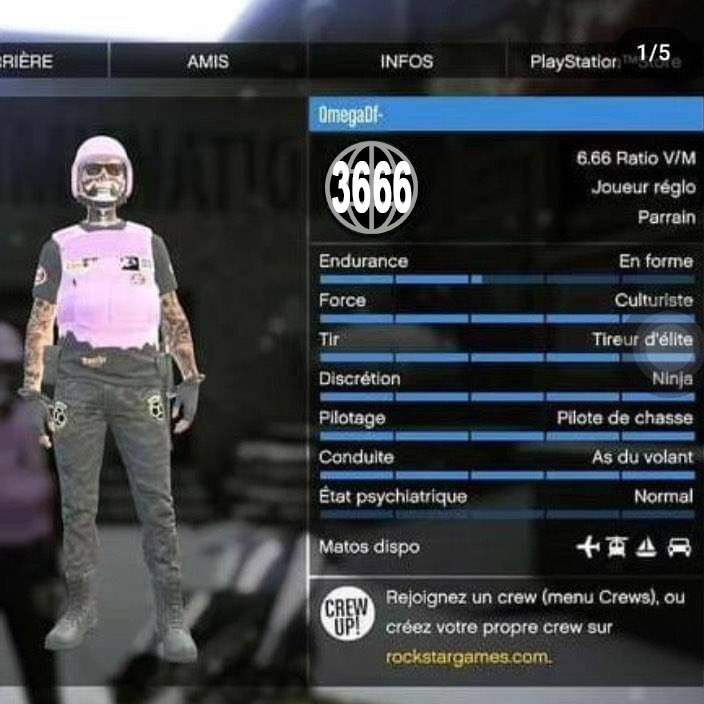 RRIÈRE AMIS INFOS PlayStation™Store
1/5
OmegaDf-
3666
6.66 Ratio V/M
Joueur réglo
Parrain
Endurance En forme
Force Culturiste
Tir Tireur d'élite
Discrétion Ninja
Pilotage Pilote de chasse
Conduite As du volant
État psychiatrique Normal
Matos dispo
CREW
UP!
Rejoignez un crew (menu Crews), ou
créez votre propre crew sur
rockstargames.com.